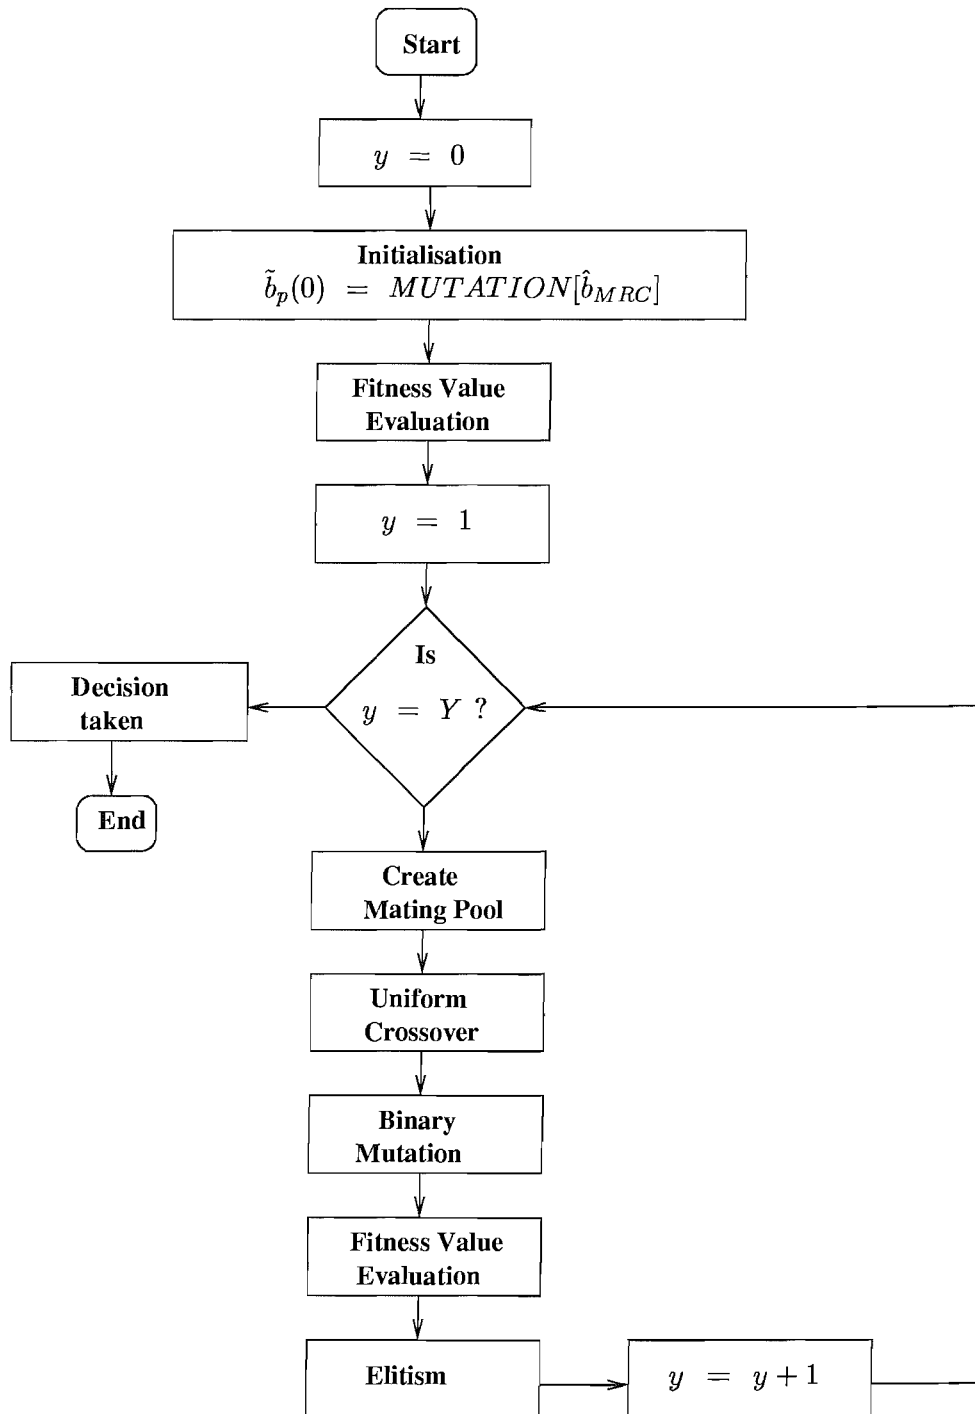 Start
y = 0
Initialisation
b̃ₚ(0) = MUTATION[b̂_MRC]
Fitness Value
Evaluation
y = 1
Is
y = Y ?
Decision
taken
End
Create
Mating Pool
Uniform
Crossover
Binary
Mutation
Fitness Value
Evaluation
Elitism
y = y + 1